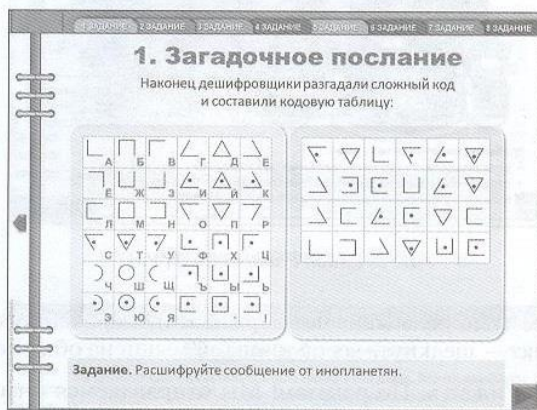 1 ЗАДАНИЕ 2 ЗАДАНИЕ 3 ЗАДАНИЕ 4 ЗАДАНИЕ 5 ЗАДАНИЕ 6 ЗАДАНИЕ 7 ЗАДАНИЕ 8 ЗАДАНИЕ
1. Загадочное послание
Наконец дешифровщики разгадали сложный код
и составили кодовую таблицу:
А Б В Г Д Е
Ё Ж З И Й К
Л М Н О П Р
С Т У Ф Х Ц
Ч Ш Щ Ъ Ы Ь
Э Ю Я . !
Задание. Расшифруйте сообщение от инопланетян.